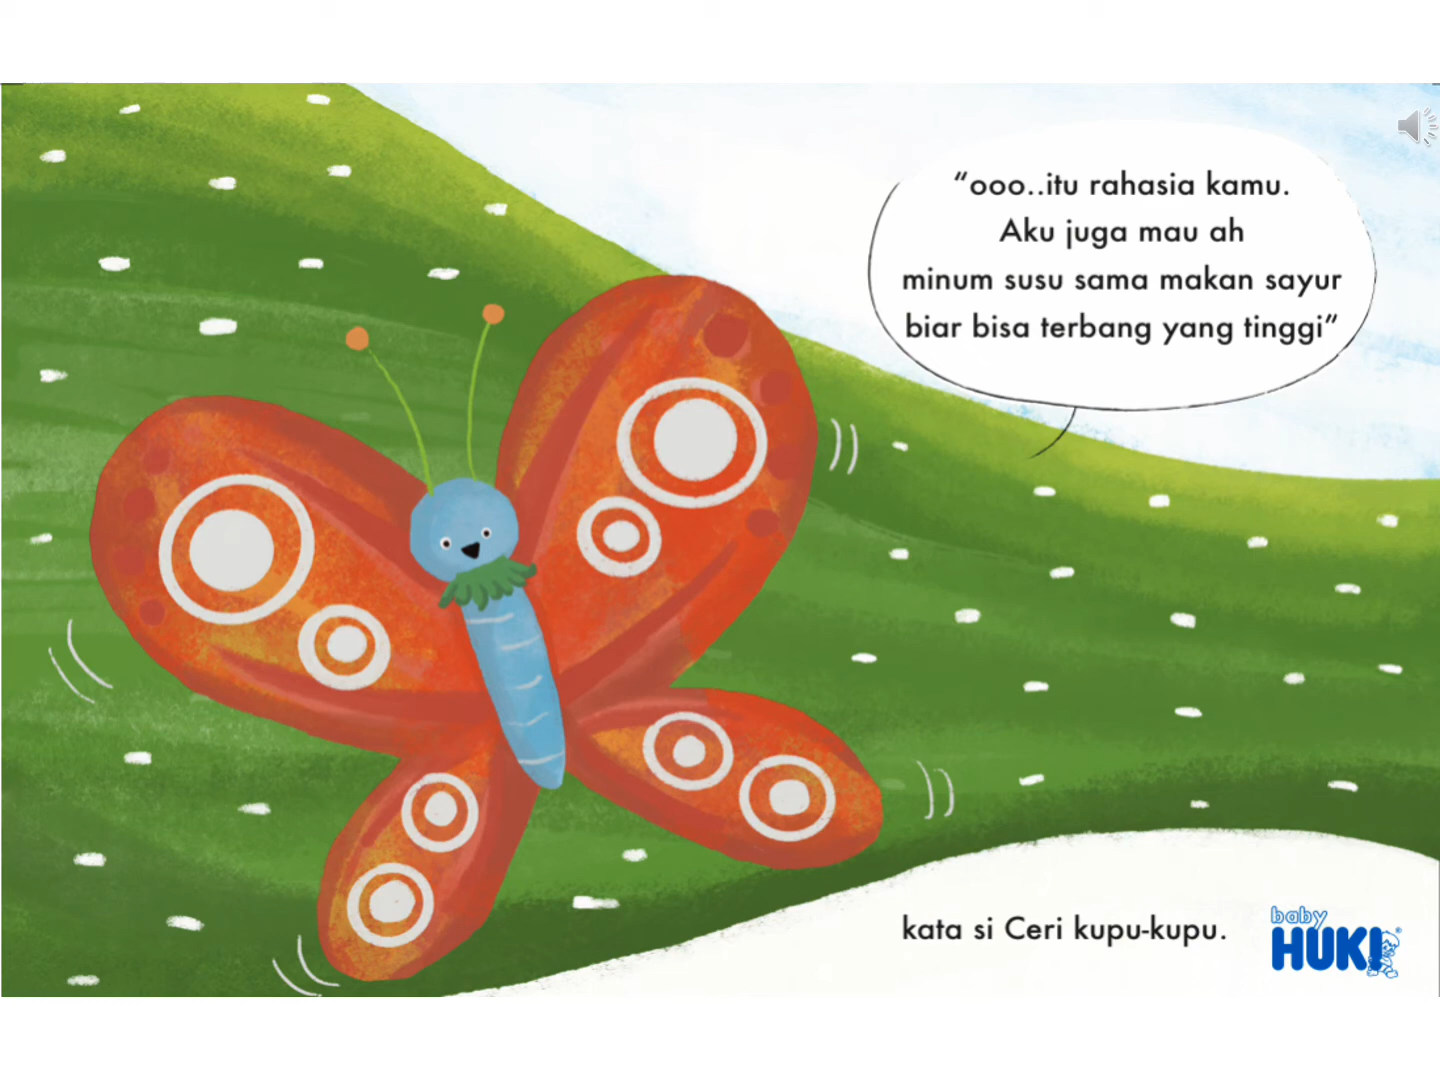 “ooo..itu rahasia kamu.
Aku juga mau ah
minum susu sama makan sayur
biar bisa terbang yang tinggi”
kata si Ceri kupu-kupu.
baby
HUKI